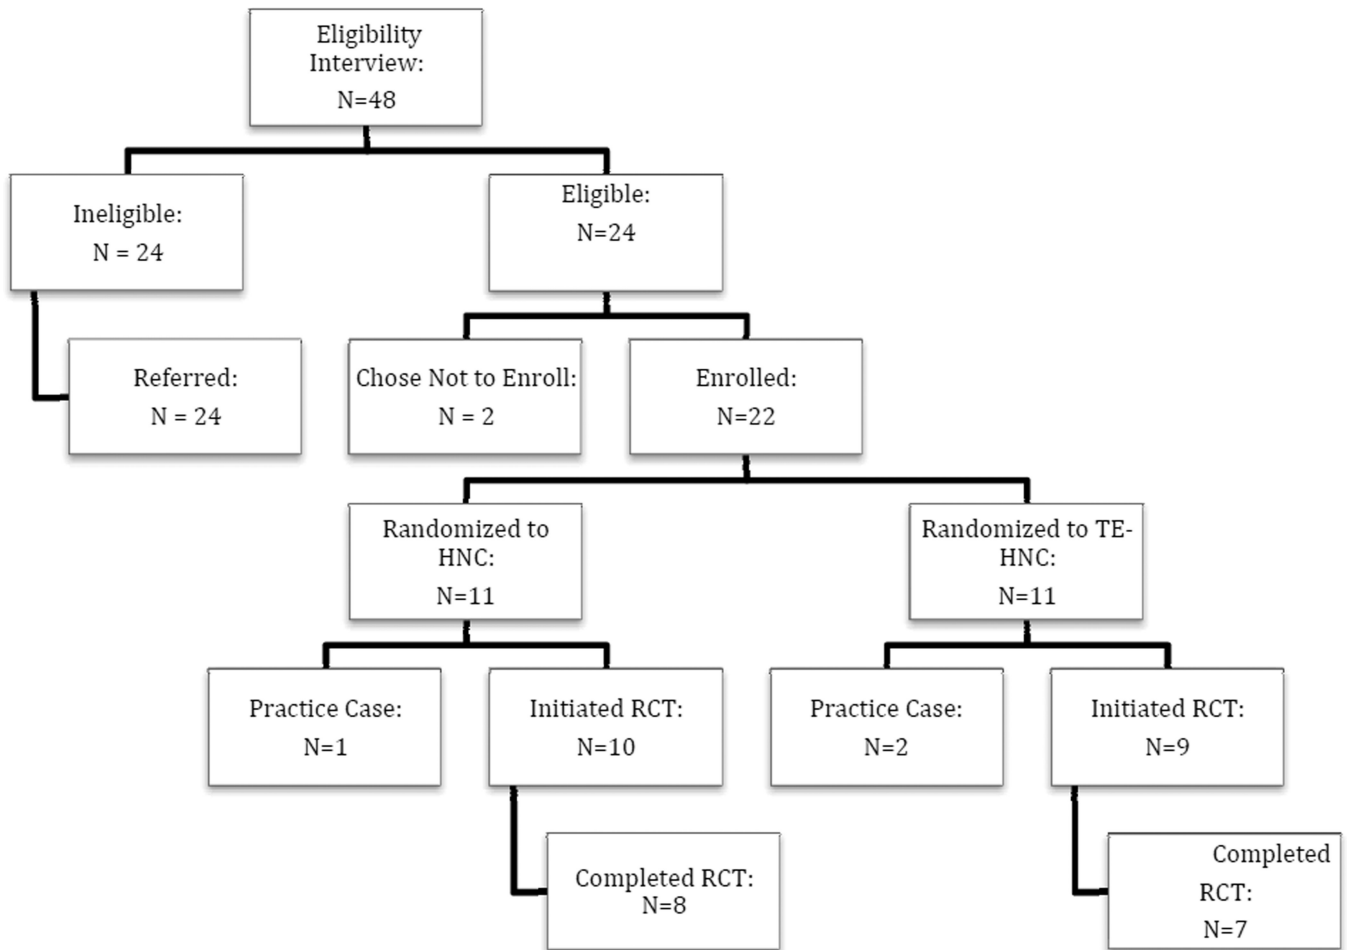 Eligibility
Interview:
N=48
Ineligible:
N = 24
Eligible:
N=24
Referred:
N = 24
Chose Not to Enroll:
N = 2
Enrolled:
N=22
Randomized to
HNC:
N=11
Randomized to TE-
HNC:
N=11
Practice Case:
N=1
Initiated RCT:
N=10
Practice Case:
N=2
Initiated RCT:
N=9
Completed RCT:
N=8
Completed
RCT:
N=7